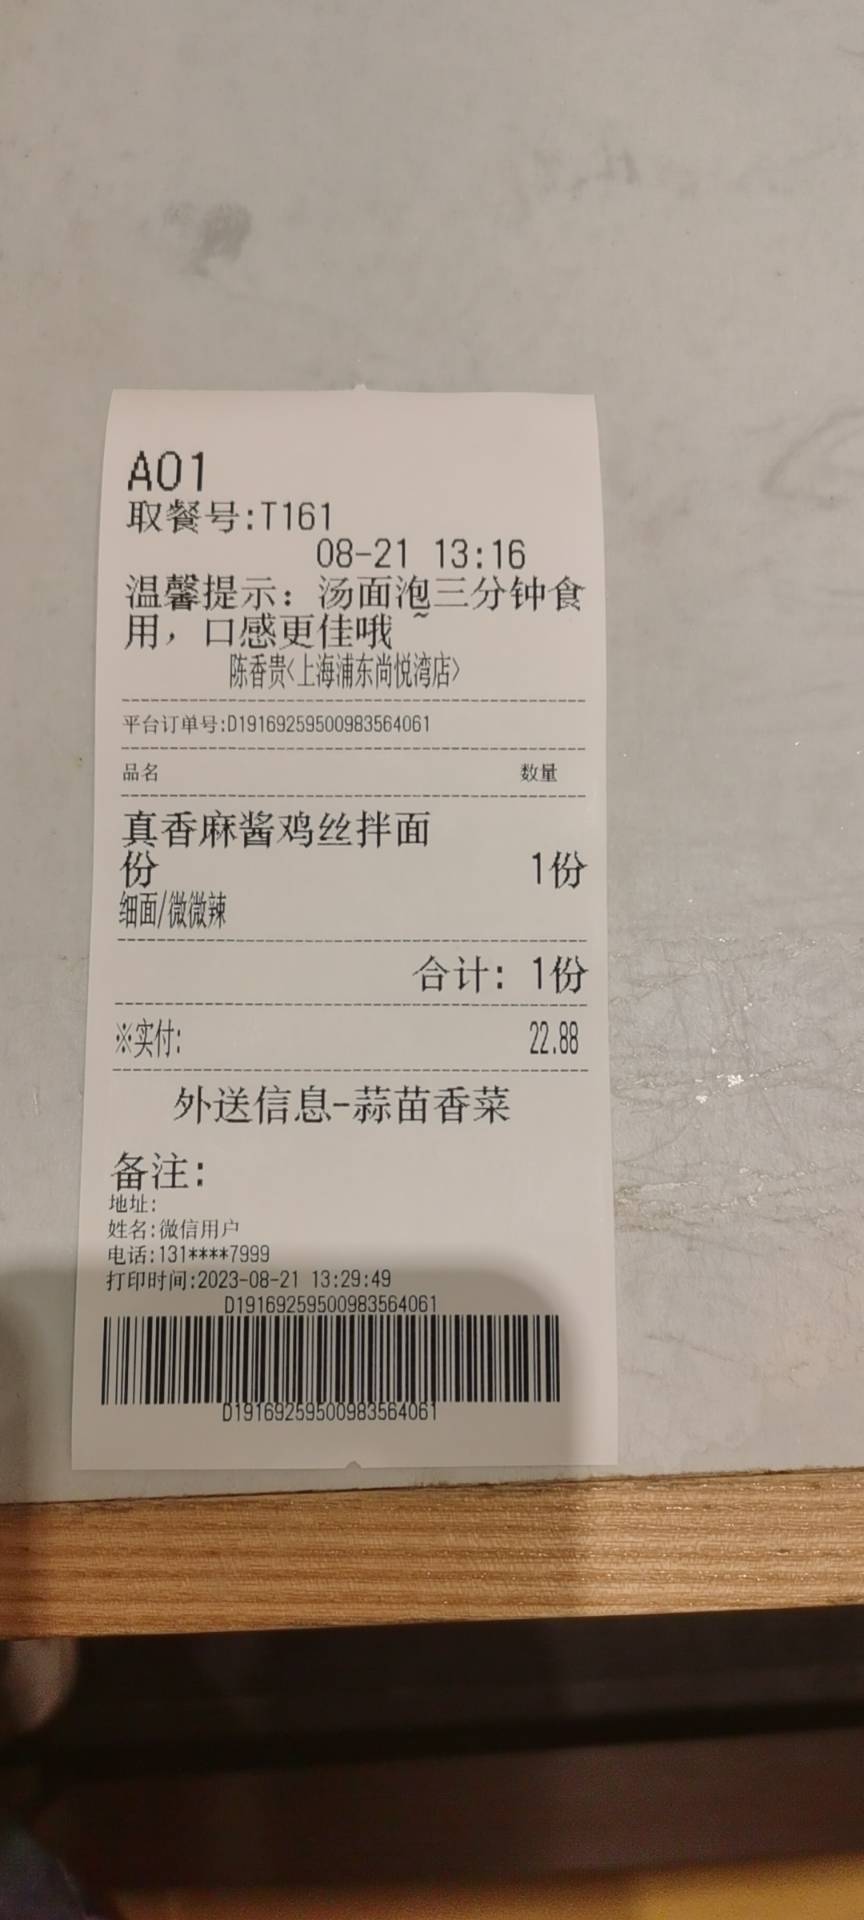 A01
取餐号:T161
08-21 13:16
温馨提示：汤面泡三分钟食
用，口感更佳哦~
陈香贵<上海浦东尚悦湾店>
平台订单号:D19169259500983564061
品名 数量
真香麻酱鸡丝拌面
份 1份
细面/微微辣
合计：1份
※实付: 22.88
外送信息-蒜苗香菜
备注:
地址:
姓名:微信用户
电话:131****7999
打印时间:2023-08-21 13:29:49
D19169259500983564061
D19169259500983564061